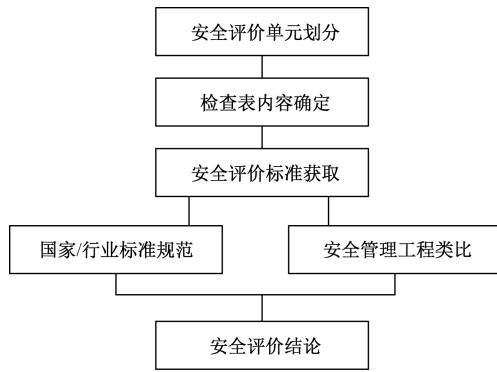 安全评价单元划分
检查表内容确定
安全评价标准获取
国家/行业标准规范
安全管理工程类比
安全评价结论